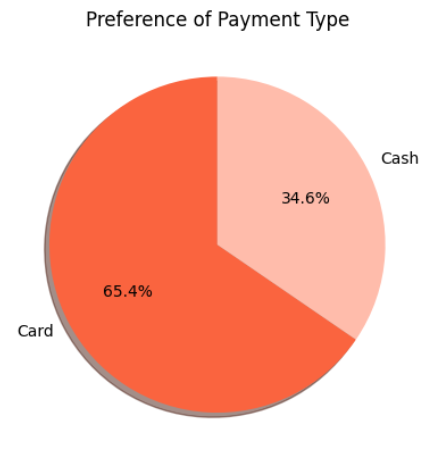 Preference of Payment Type
Cash
34.6%
65.4%
Card